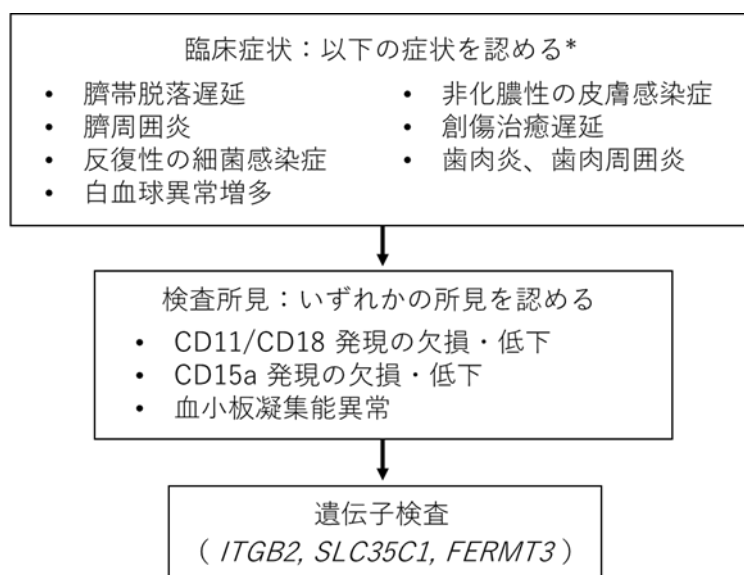 臨床症状：以下の症状を認める*
• 臍帯脱落遅延
• 臍周囲炎
• 反復性の細菌感染症
• 白血球異常増多
• 非化膿性の皮膚感染症
• 創傷治癒遅延
• 歯肉炎、歯肉周囲炎
検査所見：いずれかの所見を認める
• CD11/CD18 発現の欠損・低下
• CD15a 発現の欠損・低下
• 血小板凝集能異常
遺伝子検査
（ ITGB2, SLC35C1, FERMT3 ）